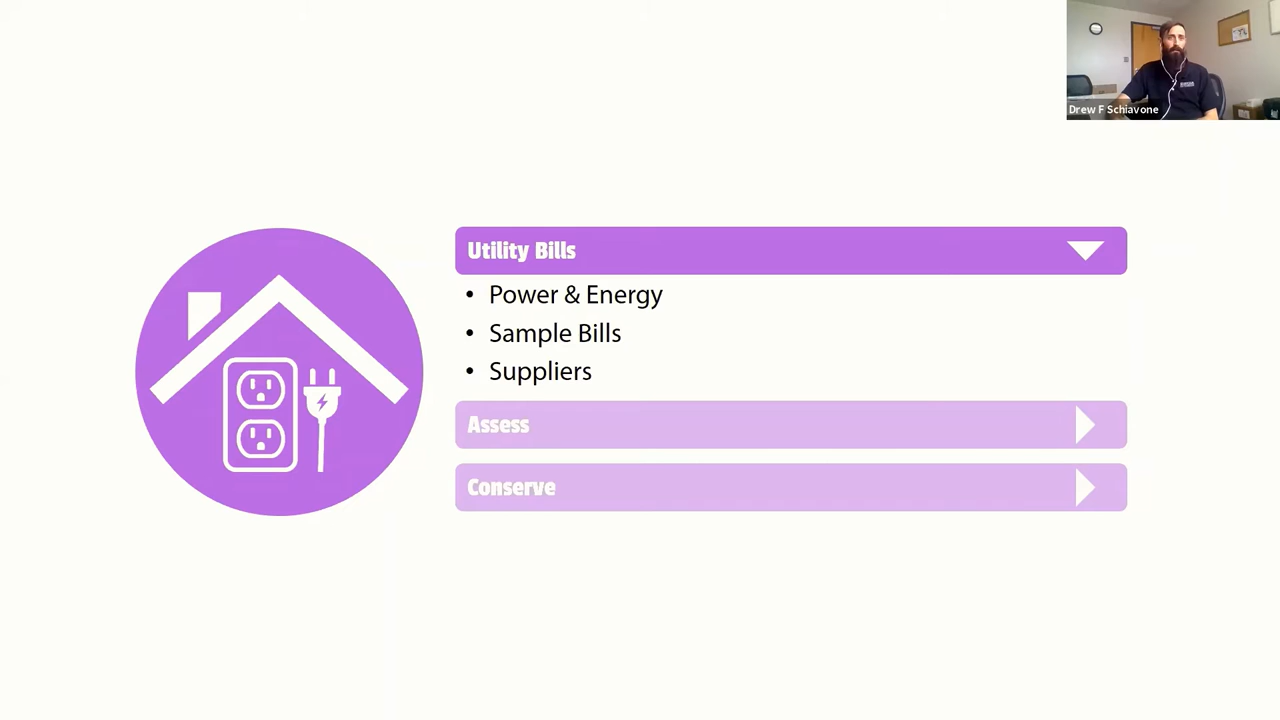 Drew F Schiavone
Utility Bills
• Power & Energy
• Sample Bills
• Suppliers
Assess
Conserve